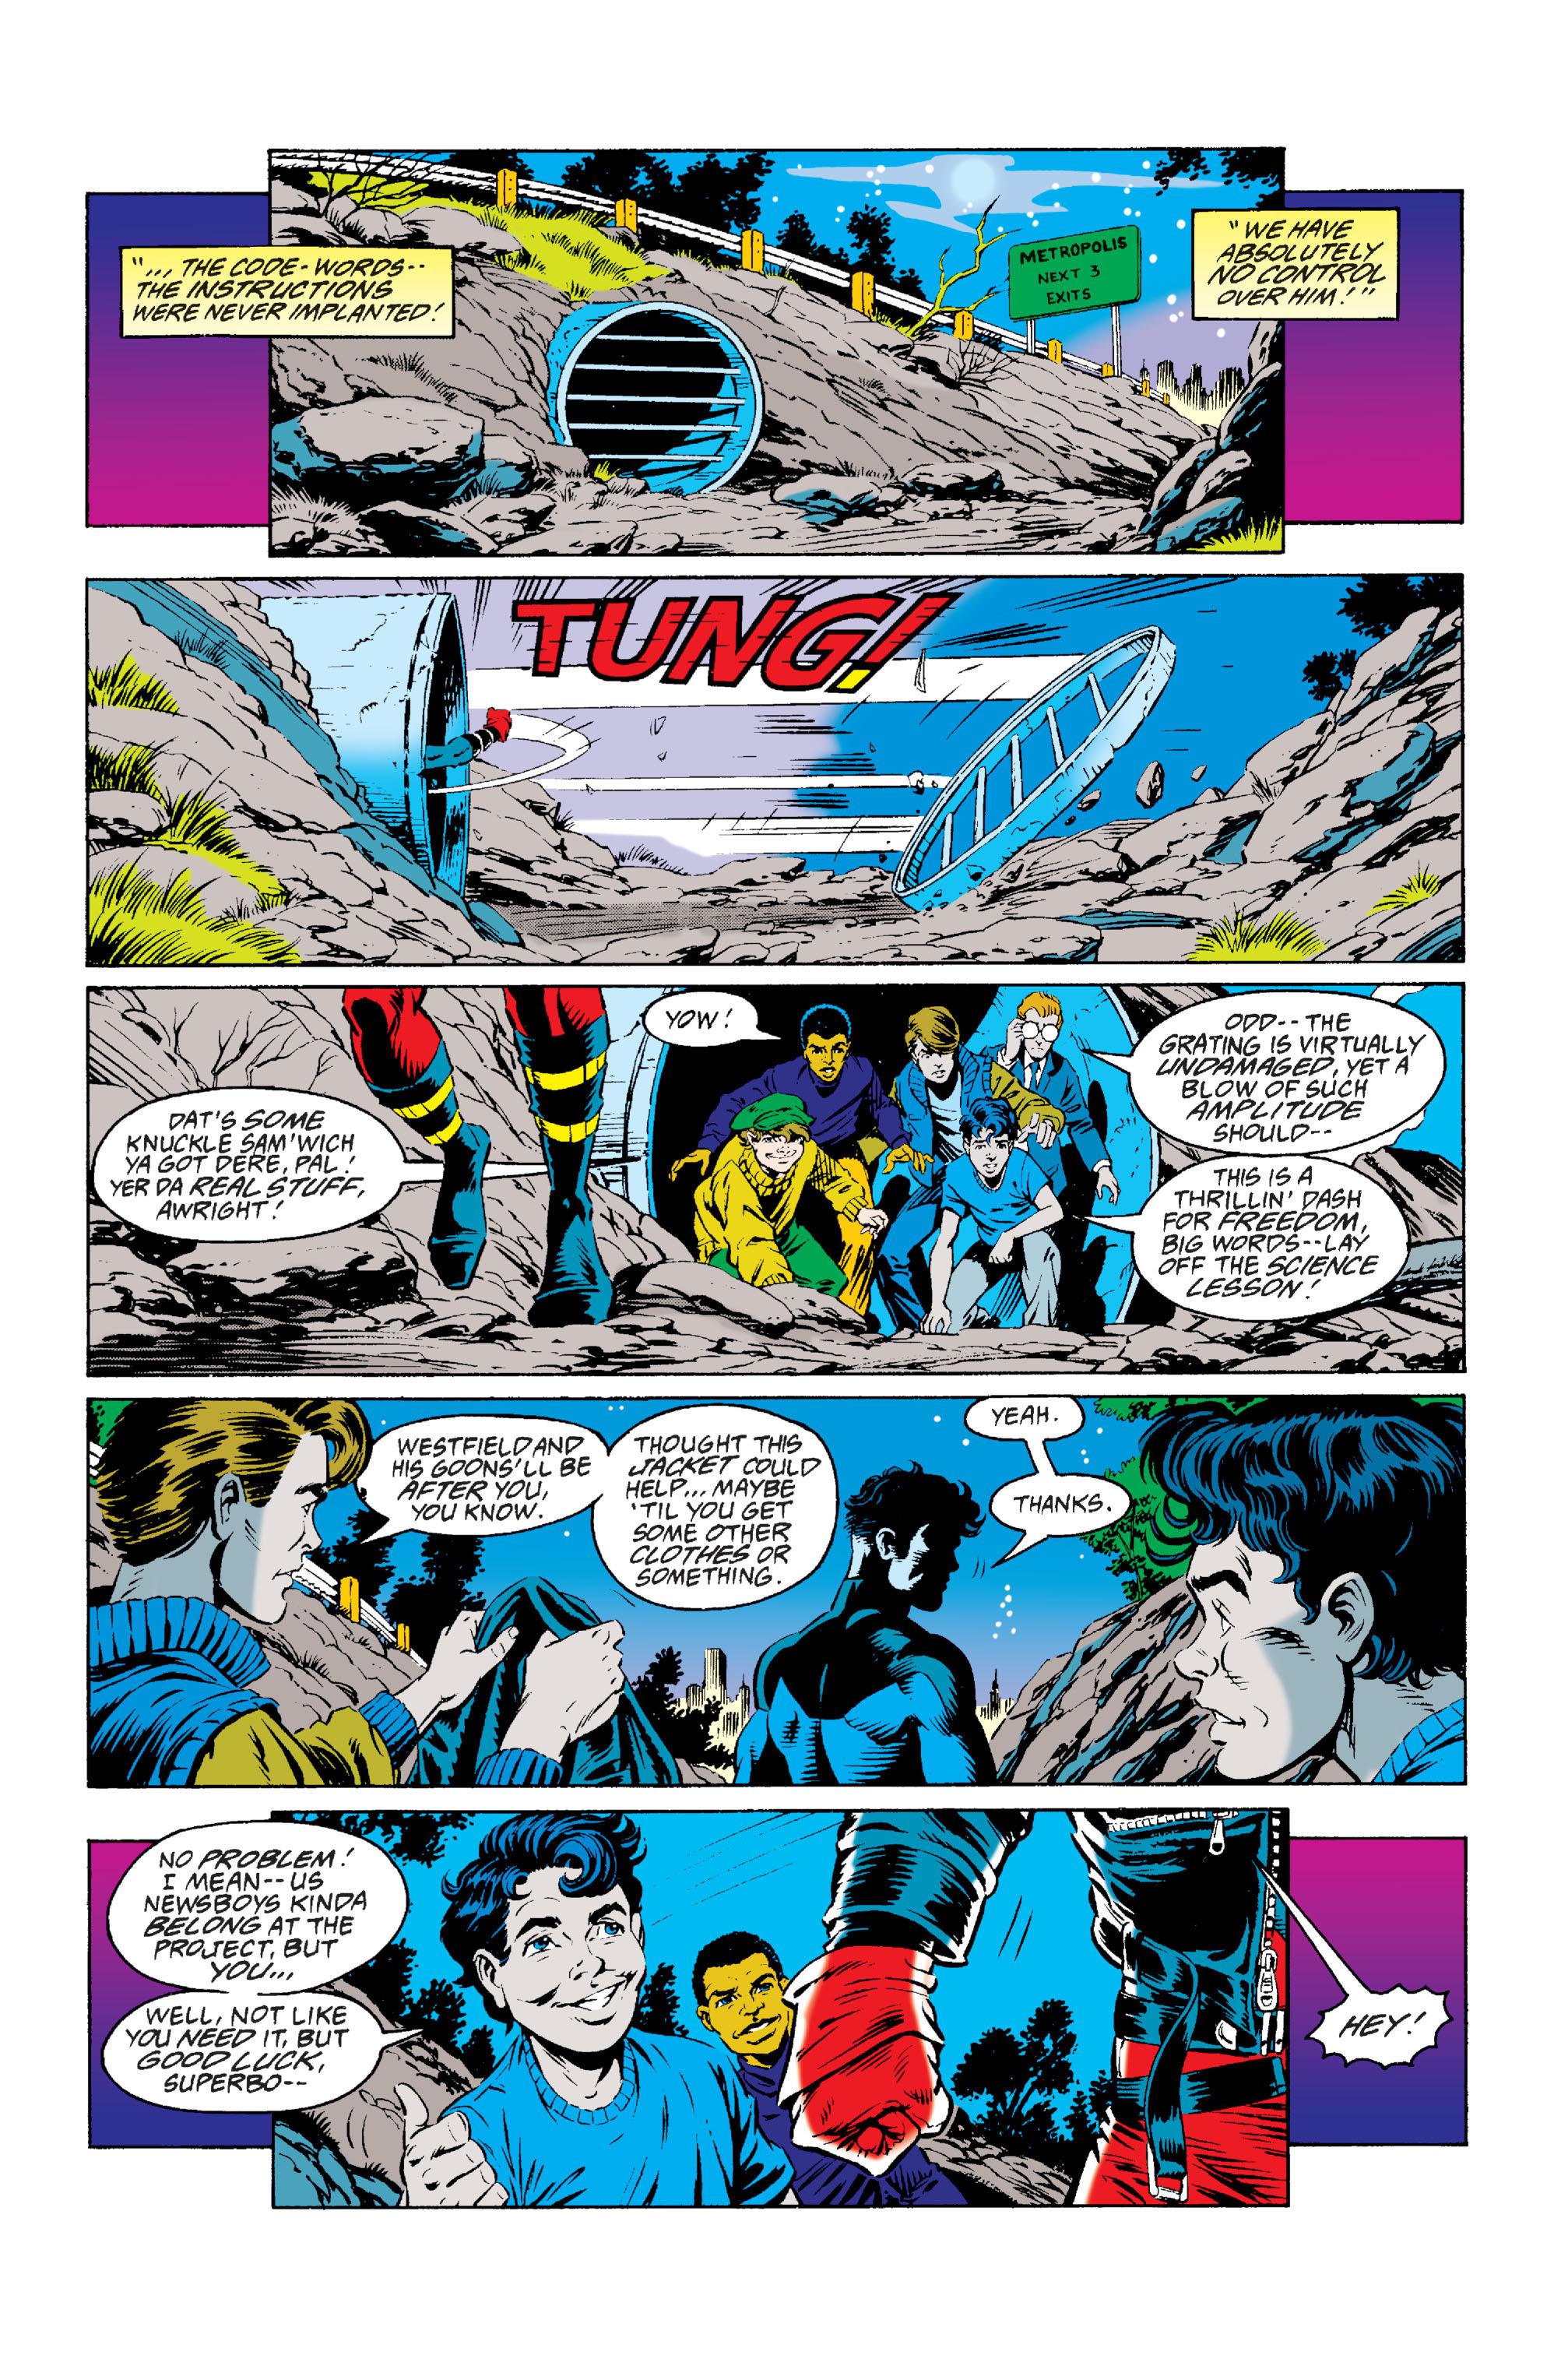 "... THE CODE-WORDS--
THE INSTRUCTIONS
WERE NEVER IMPLANTED!
METROPOLIS
NEXT 3
EXITS
"WE HAVE
ABSOLUTELY
NO CONTROL
OVER HIM!"
TUNG!
DAT'S SOME
KNUCKLE SAM'WICH
YA GOT DERE, PAL!
YER DA REAL STUFF,
AWRIGHT!
YOW!
ODD-- THE
GRATING IS VIRTUALLY
UNDAMAGED, YET A
BLOW OF SUCH
AMPLITUDE
SHOULD--
THIS IS A
THRILLIN' DASH
FOR FREEDOM,
BIG WORDS--LAY
OFF THE SCIENCE
LESSON!
WESTFIELD AND
HIS GOONS'LL BE
AFTER YOU,
YOU KNOW.
THOUGHT THIS
JACKET COULD
HELP... MAYBE
'TIL YOU GET
SOME OTHER
CLOTHES OR
SOMETHING.
YEAH.
THANKS.
NO PROBLEM!
I MEAN--US
NEWSBOYS KINDA
BELONG AT THE
PROJECT, BUT
YOU...
WELL, NOT LIKE
YOU NEED IT, BUT
GOOD LUCK,
SUPERBO--
HEY!